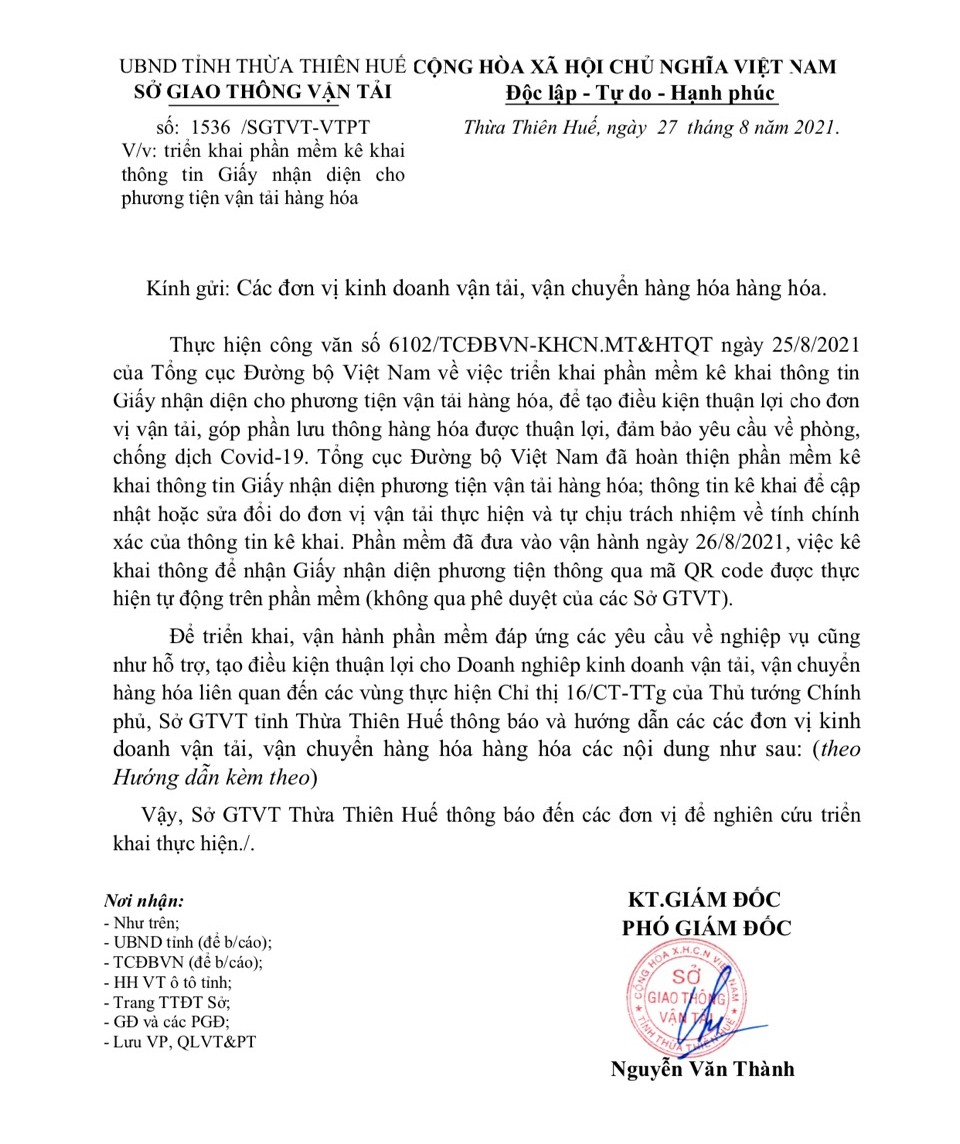 UBND TỈNH THỪA THIÊN HUẾ
SỞ GIAO THÔNG VẬN TẢI
CỘNG HÒA XÃ HỘI CHỦ NGHĨA VIỆT NAM
Độc lập - Tự do - Hạnh phúc
số: 1536 /SGTVT-VTPT
V/v: triển khai phần mềm kê khai
thông tin Giấy nhận diện cho
phương tiện vận tải hàng hóa
Thừa Thiên Huế, ngày 27 tháng 8 năm 2021.
Kính gửi: Các đơn vị kinh doanh vận tải, vận chuyển hàng hóa hàng hóa.
Thực hiện công văn số 6102/TCĐBVN-KHCN.MT&HTQT ngày 25/8/2021
của Tổng cục Đường bộ Việt Nam về việc triển khai phần mềm kê khai thông tin
Giấy nhận diện cho phương tiện vận tải hàng hóa, để tạo điều kiện thuận lợi cho đơn
vị vận tải, góp phần lưu thông hàng hóa được thuận lợi, đảm bảo yêu cầu về phòng,
chống dịch Covid-19. Tổng cục Đường bộ Việt Nam đã hoàn thiện phần mềm kê
khai thông tin Giấy nhận diện phương tiện vận tải hàng hóa; thông tin kê khai để cập
nhật hoặc sửa đổi do đơn vị vận tải thực hiện và tự chịu trách nhiệm về tính chính
xác của thông tin kê khai. Phần mềm đã đưa vào vận hành ngày 26/8/2021, việc kê
khai thông để nhận Giấy nhận diện phương tiện thông qua mã QR code được thực
hiện tự động trên phần mềm (không qua phê duyệt của các Sở GTVT).
Để triển khai, vận hành phần mềm đáp ứng các yêu cầu về nghiệp vụ cũng
như hỗ trợ, tạo điều kiện thuận lợi cho Doanh nghiêp kinh doanh vận tải, vận chuyển
hàng hóa liên quan đến các vùng thực hiện Chỉ thị 16/CT-TTg của Thủ tướng Chính
phủ, Sở GTVT tỉnh Thừa Thiên Huế thông báo và hướng dẫn các các đơn vị kinh
doanh vận tải, vận chuyển hàng hóa hàng hóa các nội dung như sau: (theo
Hướng dẫn kèm theo)
Vậy, Sở GTVT Thừa Thiên Huế thông báo đến các đơn vị để nghiên cứu triển
khai thực hiện./.
Nơi nhận:
- Như trên;
- UBND tỉnh (để b/cáo);
- TCĐBVN (để b/cáo);
- HH VT ô tô tỉnh;
- Trang TTĐT Sở;
- GĐ và các PGĐ;
- Lưu VP, QLVT&PT
KT.GIÁM ĐỐC
PHÓ GIÁM ĐỐC
CỘNG HÒA X.H.C.N VIỆT NAM
SỞ
GIAO THÔNG
VẬN TẢI
TỈNH THỪA THIÊN HUẾ
Nguyễn Văn Thành